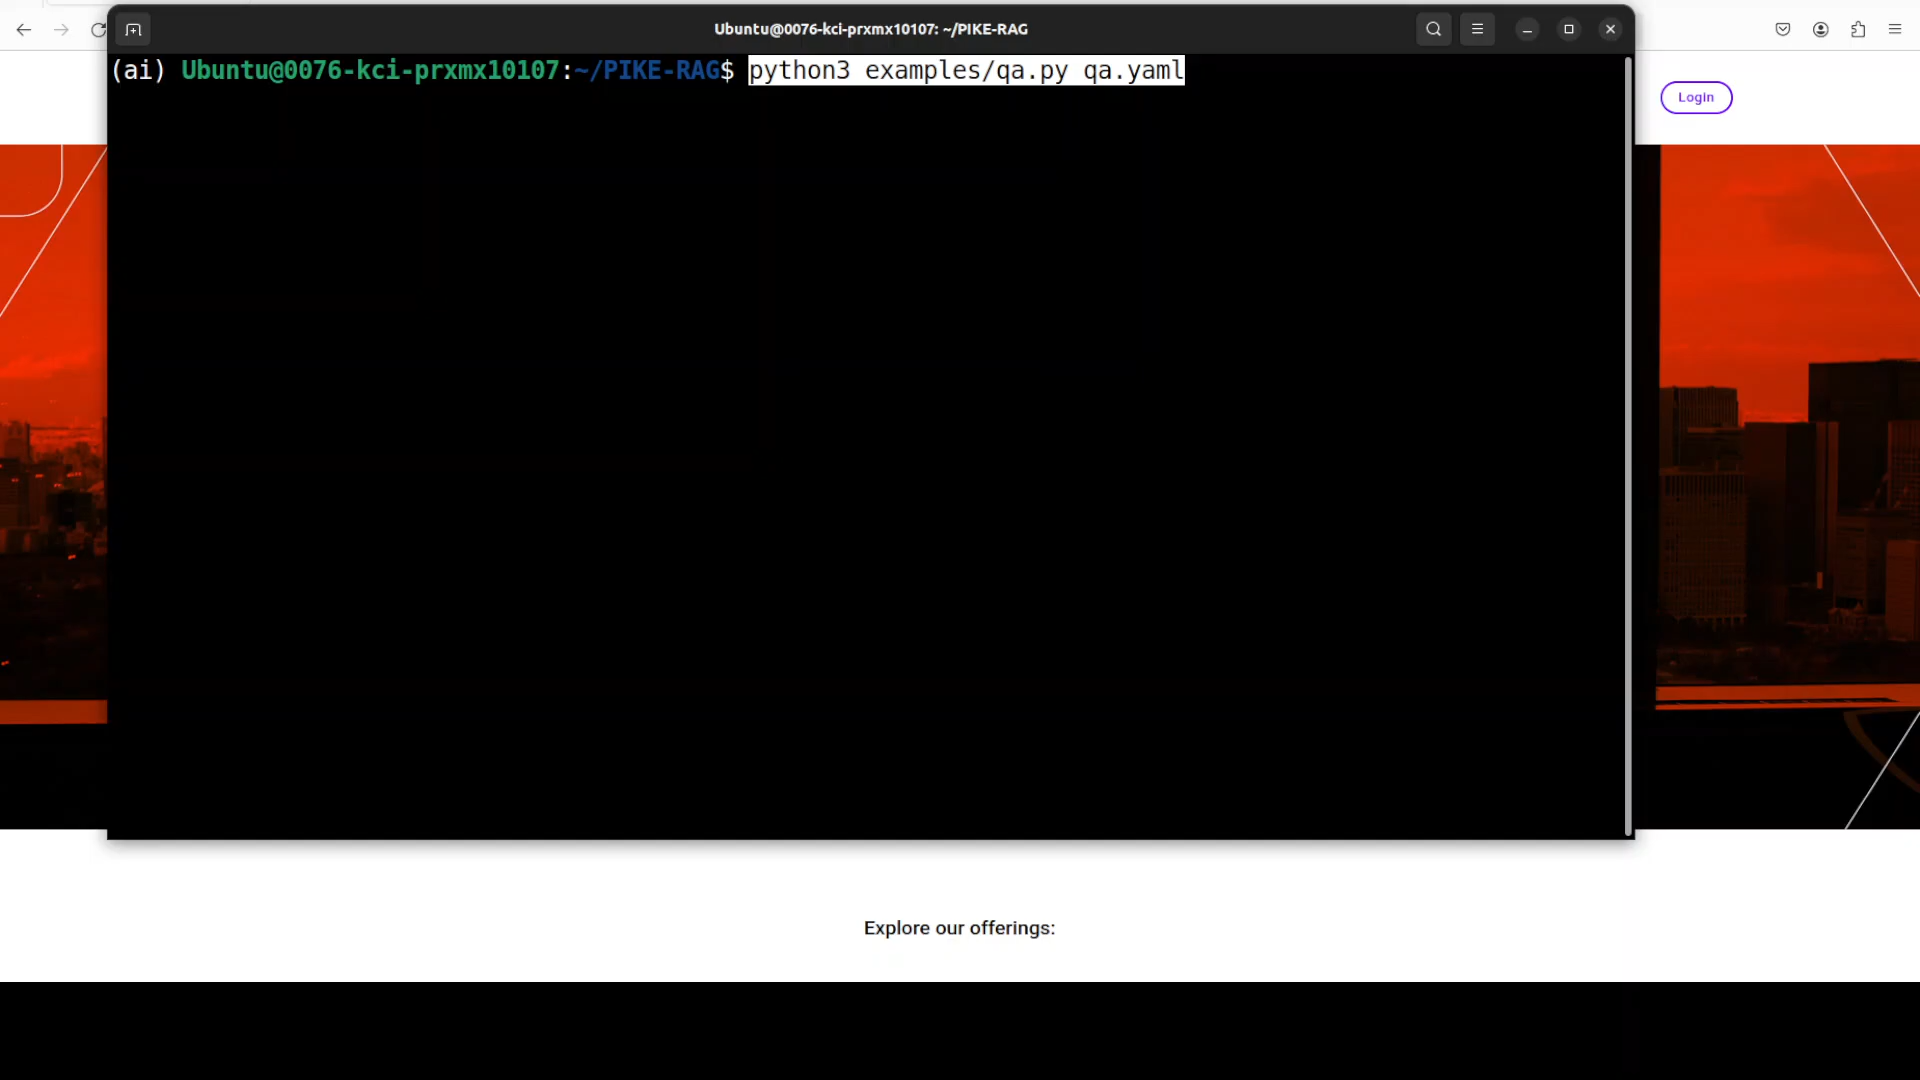 Ubuntu@0076-kci-prxmx10107: ~/PIKE-RAG
(ai) Ubuntu@0076-kci-prxmx10107:~/PIKE-RAG$ python3 examples/qa.py qa.yaml
Login
Explore our offerings: